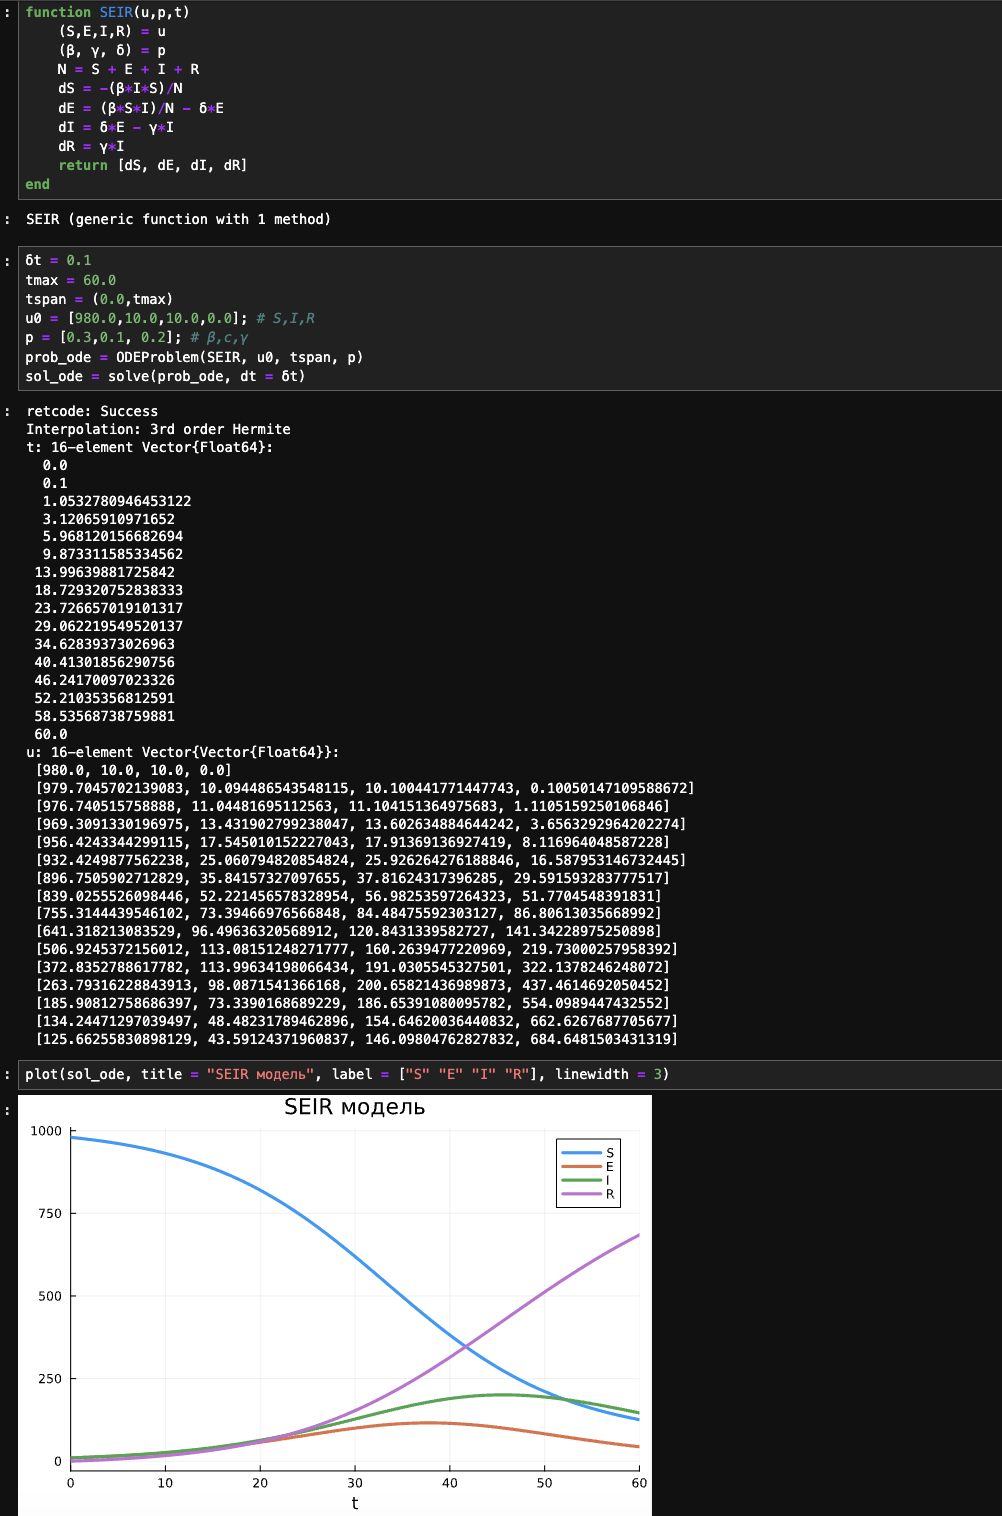 : function SEIR(u,p,t)
(S,E,I,R) = u
(β, γ, δ) = p
N = S + E + I + R
dS = -(β*I*S)/N
dE = (β*S*I)/N - δ*E
dI = δ*E - γ*I
dR = γ*I
return [dS, dE, dI, dR]
end
: SEIR (generic function with 1 method)
: δt = 0.1
tmax = 60.0
tspan = (0.0,tmax)
u0 = [980.0,10.0,10.0,0.0]; # S,I,R
p = [0.3,0.1, 0.2]; # β,c,γ
prob_ode = ODEProblem(SEIR, u0, tspan, p)
sol_ode = solve(prob_ode, dt = δt)
: retcode: Success
Interpolation: 3rd order Hermite
t: 16-element Vector{Float64}:
0.0
0.1
1.0532780946453122
3.12065910971652
5.968120156682694
9.873311585334562
13.99639881725842
18.729320752838333
23.726657019101317
29.062219549520137
34.62839373026963
40.41301856290756
46.24170097023326
52.21035356812591
58.53568738759881
60.0
u: 16-element Vector{Vector{Float64}}:
[980.0, 10.0, 10.0, 0.0]
[979.7045702139083, 10.094486543548115, 10.100441771447743, 0.10050147109588672]
[976.740515758888, 11.04481695112563, 11.104151364975683, 1.1105159250106846]
[969.3091330196975, 13.431902799238047, 13.602634884644242, 3.6563292964202274]
[956.4243344299115, 17.545010152227043, 17.91369136927419, 8.116964048587228]
[932.4249877562238, 25.060794820854824, 25.926264276188846, 16.587953146732445]
[896.7505902712829, 35.84157327097655, 37.81624317396285, 29.591593283777517]
[839.0255526098446, 52.221456578328954, 56.98253597264323, 51.7704548391831]
[755.3144439546102, 73.39466976566848, 84.48475592303127, 86.80613035668992]
[641.318213083529, 96.49636320568912, 120.8431339582727, 141.34228975250898]
[506.9245372156012, 113.08151248271777, 160.2639477220969, 219.73000257958392]
[372.8352788617782, 113.99634198066434, 191.0305545327501, 322.1378246248072]
[263.79316228843913, 98.0871541366168, 200.65821436989873, 437.4614692050452]
[185.90812758686397, 73.3390168689229, 186.65391080095782, 554.0989447432552]
[134.24471297039497, 48.48231789462896, 154.64620036440832, 662.6267687705677]
[125.66255830898129, 43.59124371960837, 146.09804762827832, 684.6481503431319]
: plot(sol_ode, title = "SEIR модель", label = ["S" "E" "I" "R"], linewidth = 3)
:
SEIR модель
1000
750
500
250
0
S
E
I
R
0 10 20 30 40 50 60
t